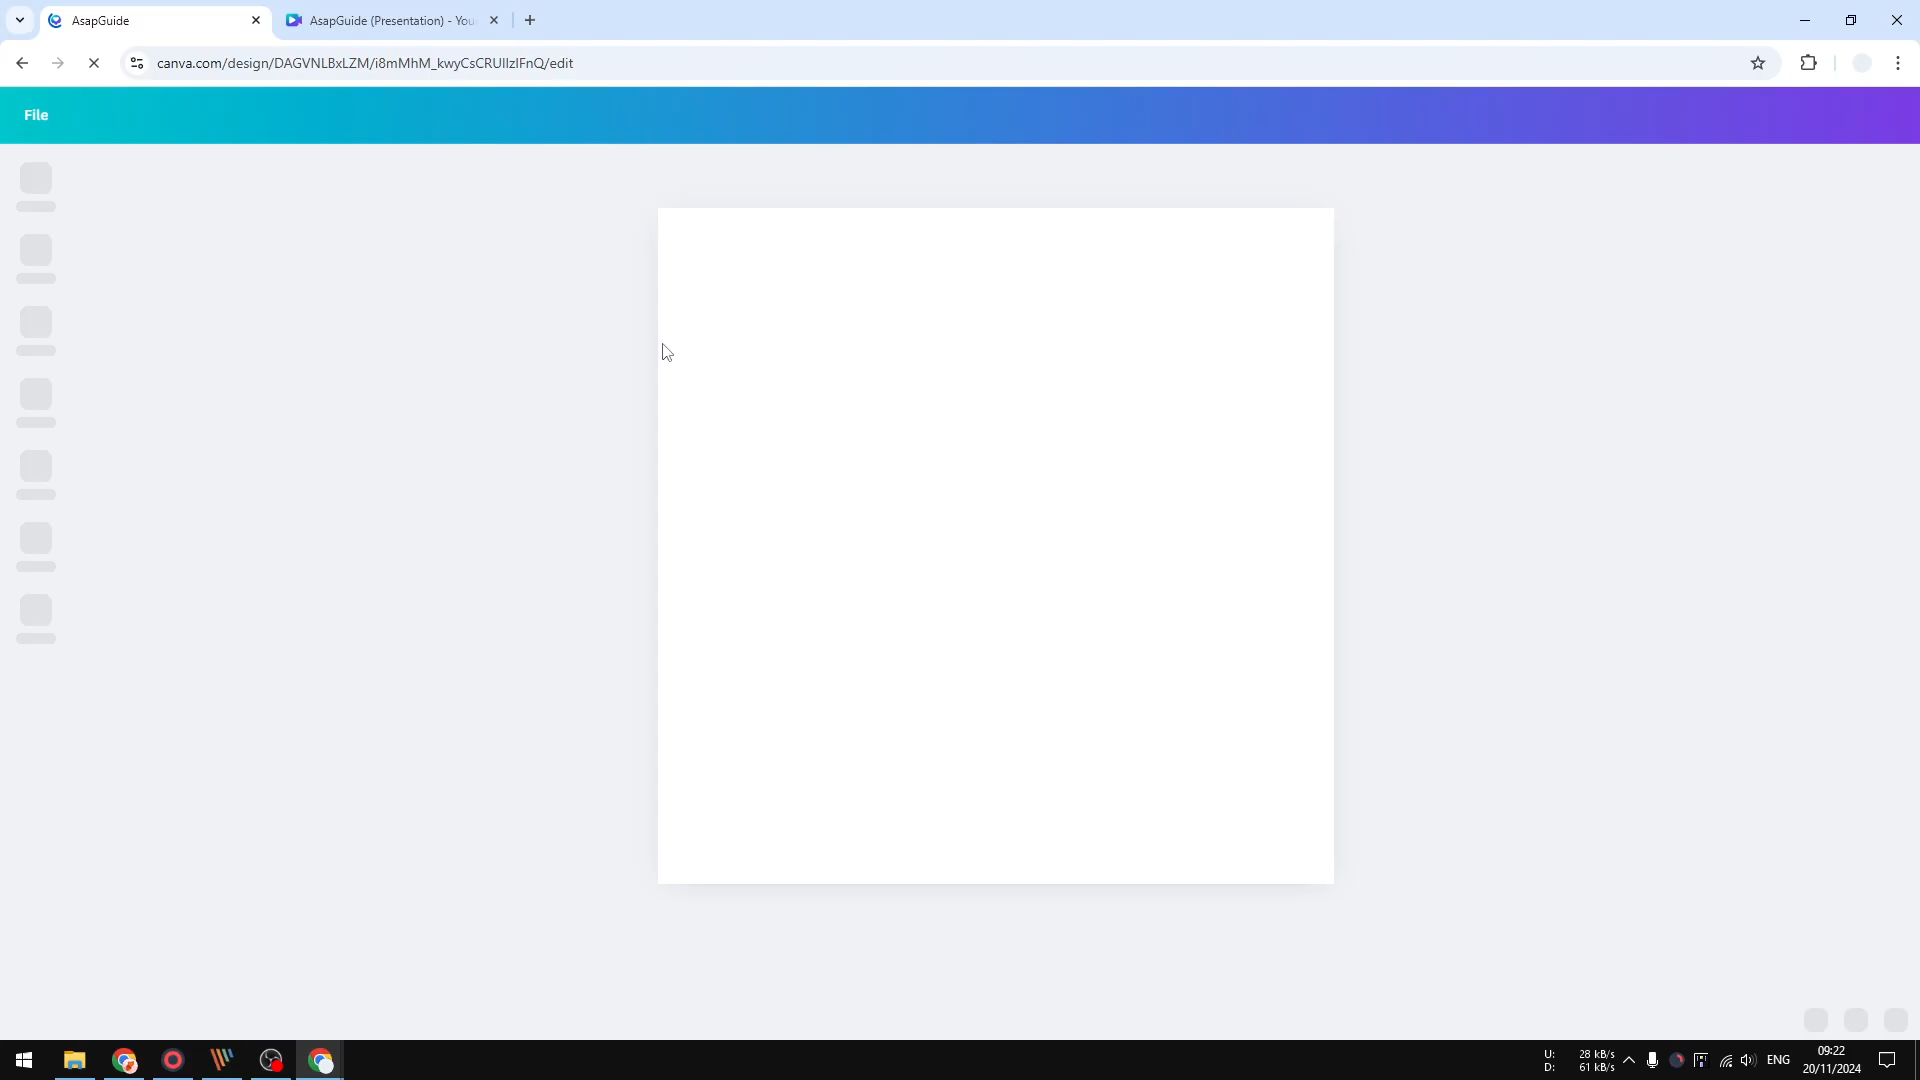 AsapGuide
AsapGuide (Presentation) - You
canva.com/design/DAGVNLBxLZM/i8mMhM_kwyCsCRUIlzIFnQ/edit
File
U: 28 kB/s
D: 61 kB/s
ENG
09:22
20/11/2024